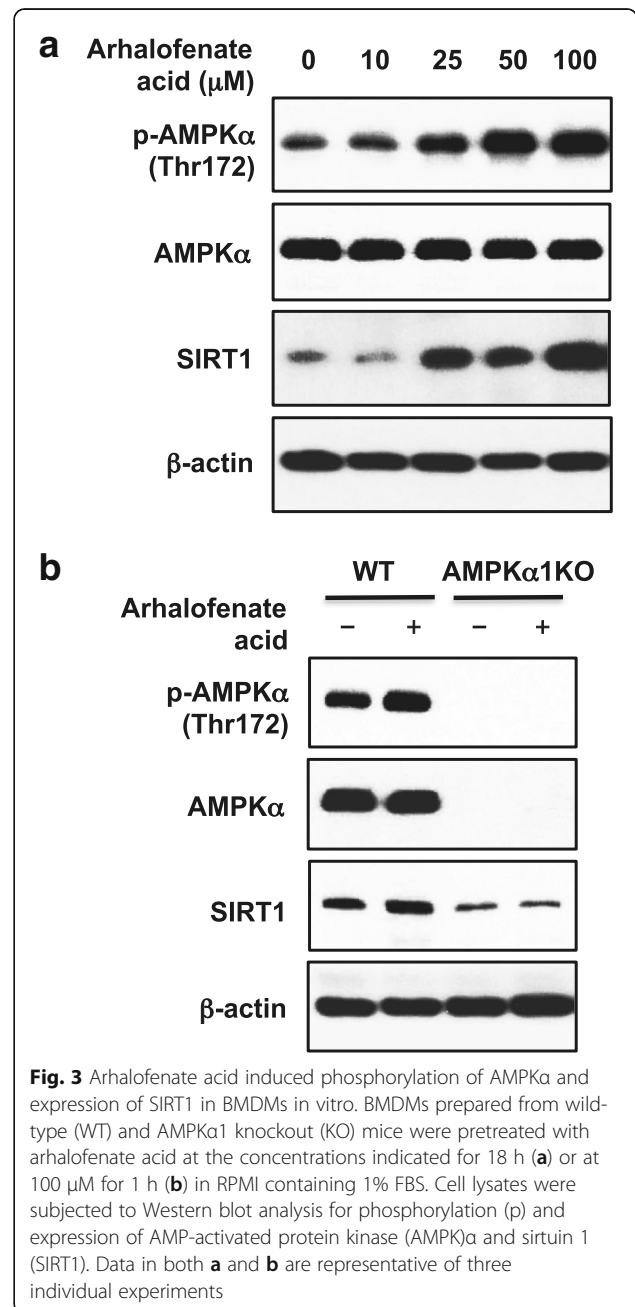 a
Arhalofenate acid (μM) 0 10 25 50 100
p-AMPKα (Thr172)
AMPKα
SIRT1
β-actin
b
WT AMPKα1KO
Arhalofenate acid – + – +
p-AMPKα (Thr172)
AMPKα
SIRT1
β-actin
Fig. 3 Arhalofenate acid induced phosphorylation of AMPKα and
expression of SIRT1 in BMDMs in vitro. BMDMs prepared from wild-
type (WT) and AMPKα1 knockout (KO) mice were pretreated with
arhalofenate acid at the concentrations indicated for 18 h (a) or at
100 μM for 1 h (b) in RPMI containing 1% FBS. Cell lysates were
subjected to Western blot analysis for phosphorylation (p) and
expression of AMP-activated protein kinase (AMPK)α and sirtuin 1
(SIRT1). Data in both a and b are representative of three
individual experiments